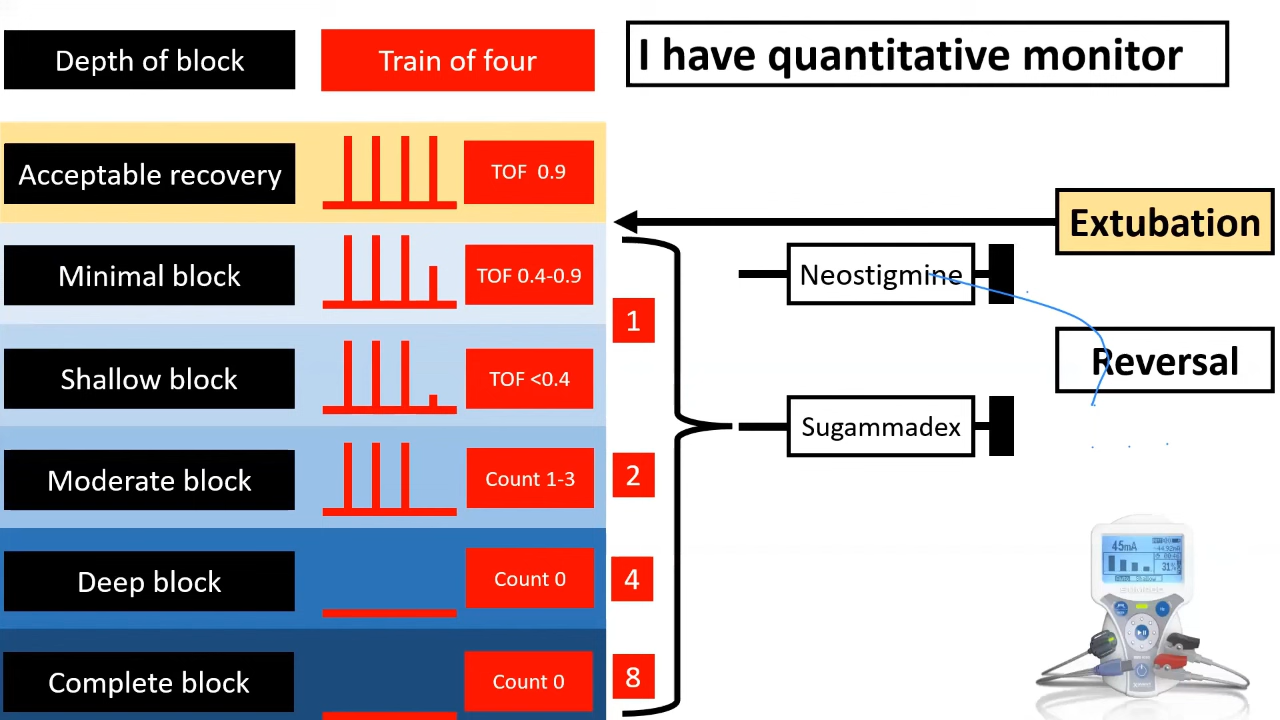 Depth of block
Train of four
I have quantitative monitor
Acceptable recovery
TOF 0.9
Extubation
Minimal block
TOF 0.4-0.9
Neostigmine
1
Shallow block
TOF <0.4
Reversal
Sugammadex
Moderate block
Count 1-3
2
Deep block
Count 0
4
Complete block
Count 0
8
45mA
31%